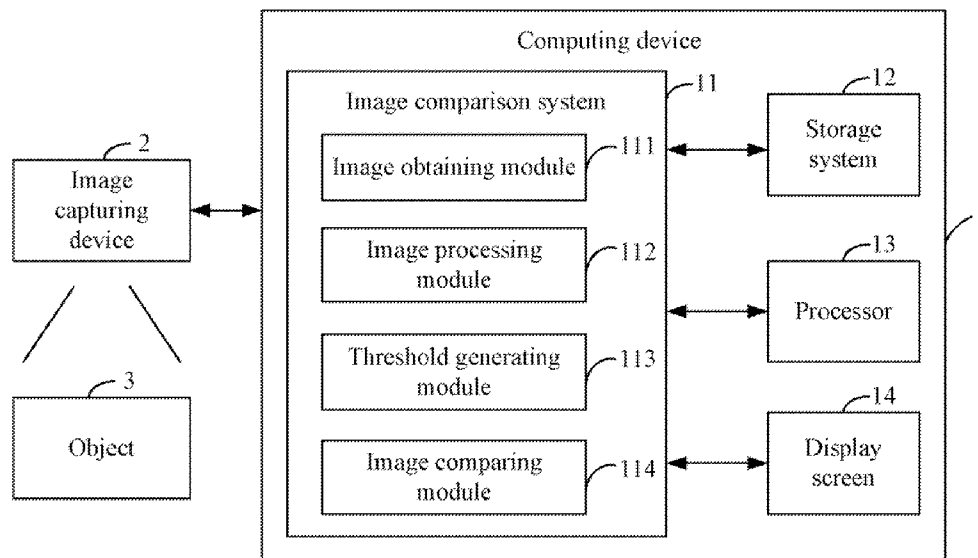 Computing device
Image comparison system
11
12
Storage
system
2
Image
capturing
device
Image obtaining module
111
Image processing
module
112
13
Processor
Threshold generating
module
113
3
Object
14
Display
screen
Image comparing
module
114